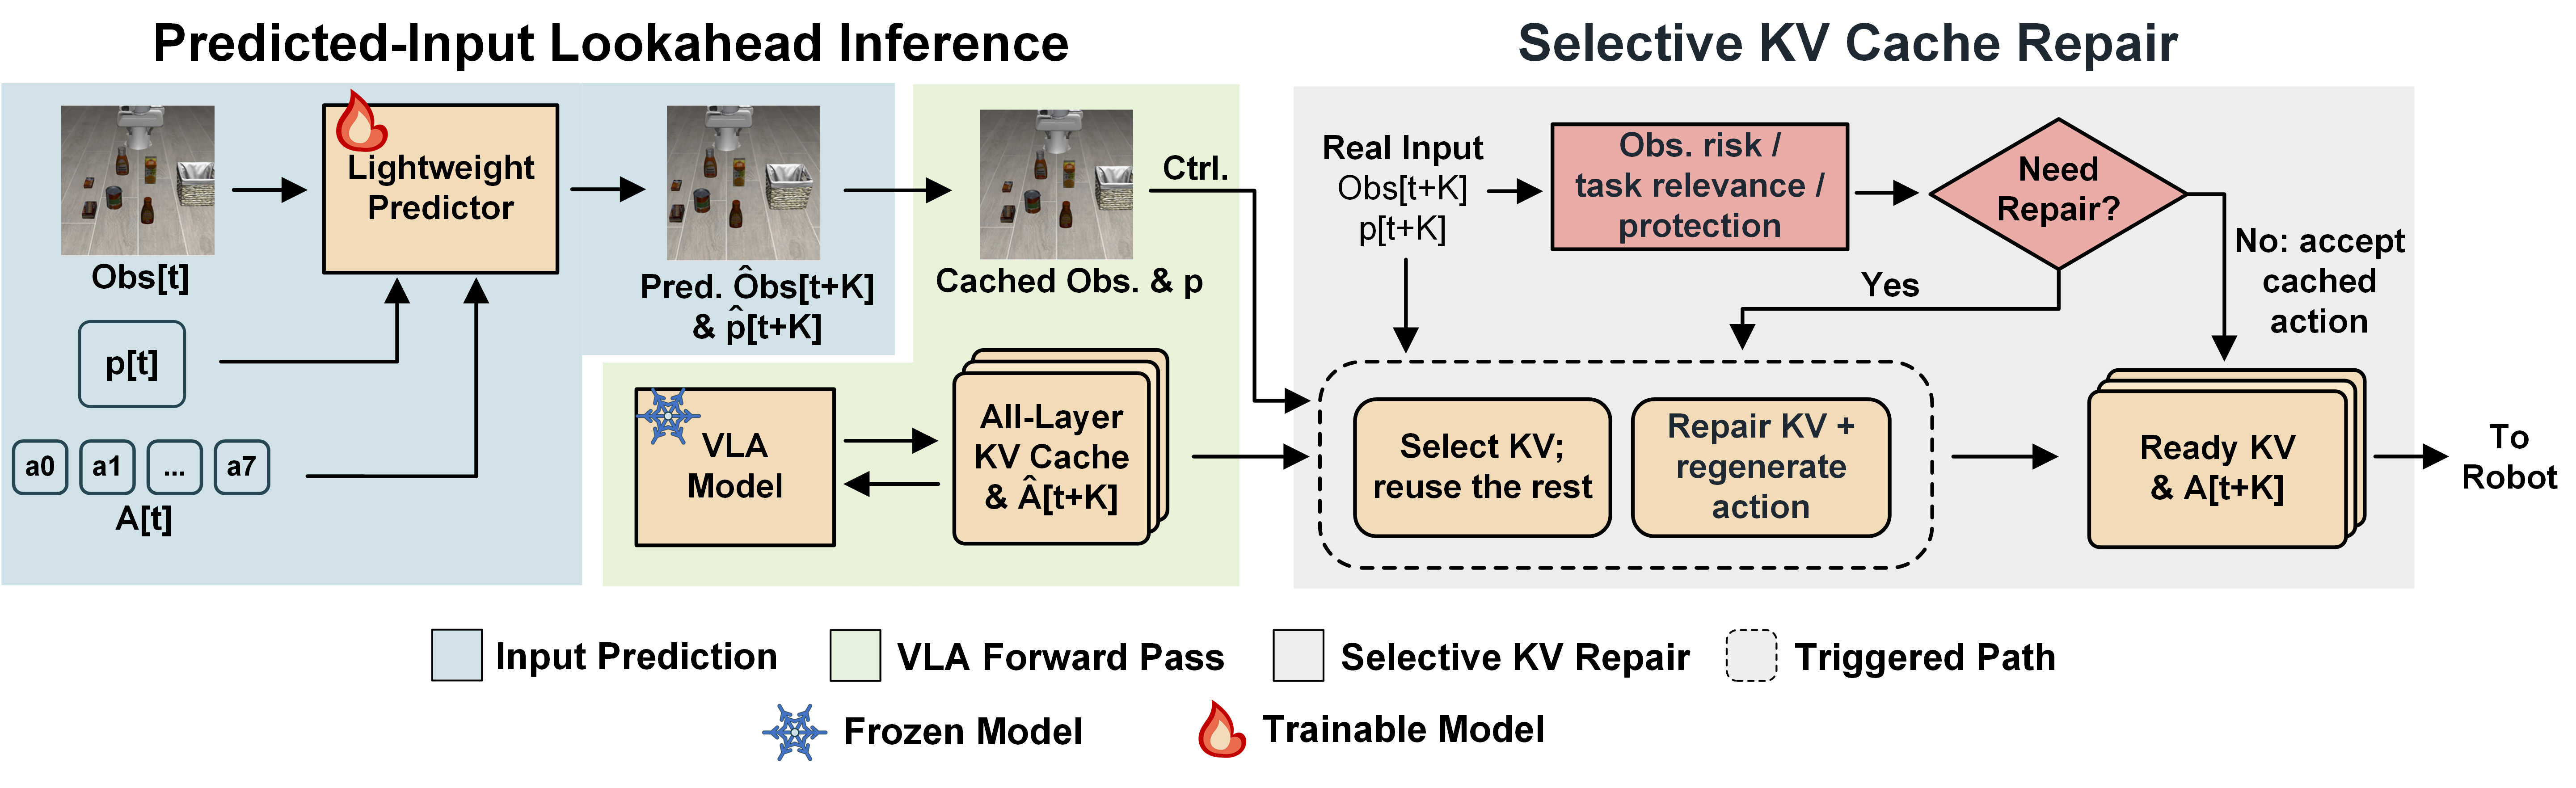 Predicted-Input Lookahead Inference
Obs[t]
p[t]
a0 a1 ... a7
A[t]
Lightweight
Predictor
Pred. Ôbs[t+K]
& p̂[t+K]
Cached Obs. & p
Ctrl.
VLA
Model
All-Layer
KV Cache
& Â[t+K]
Selective KV Cache Repair
Real Input
Obs[t+K]
p[t+K]
Obs. risk /
task relevance /
protection
Need
Repair?
Yes
No: accept
cached
action
Select KV;
reuse the rest
Repair KV +
regenerate
action
Ready KV
& A[t+K]
To
Robot
Input Prediction
VLA Forward Pass
Selective KV Repair
Triggered Path
Frozen Model
Trainable Model